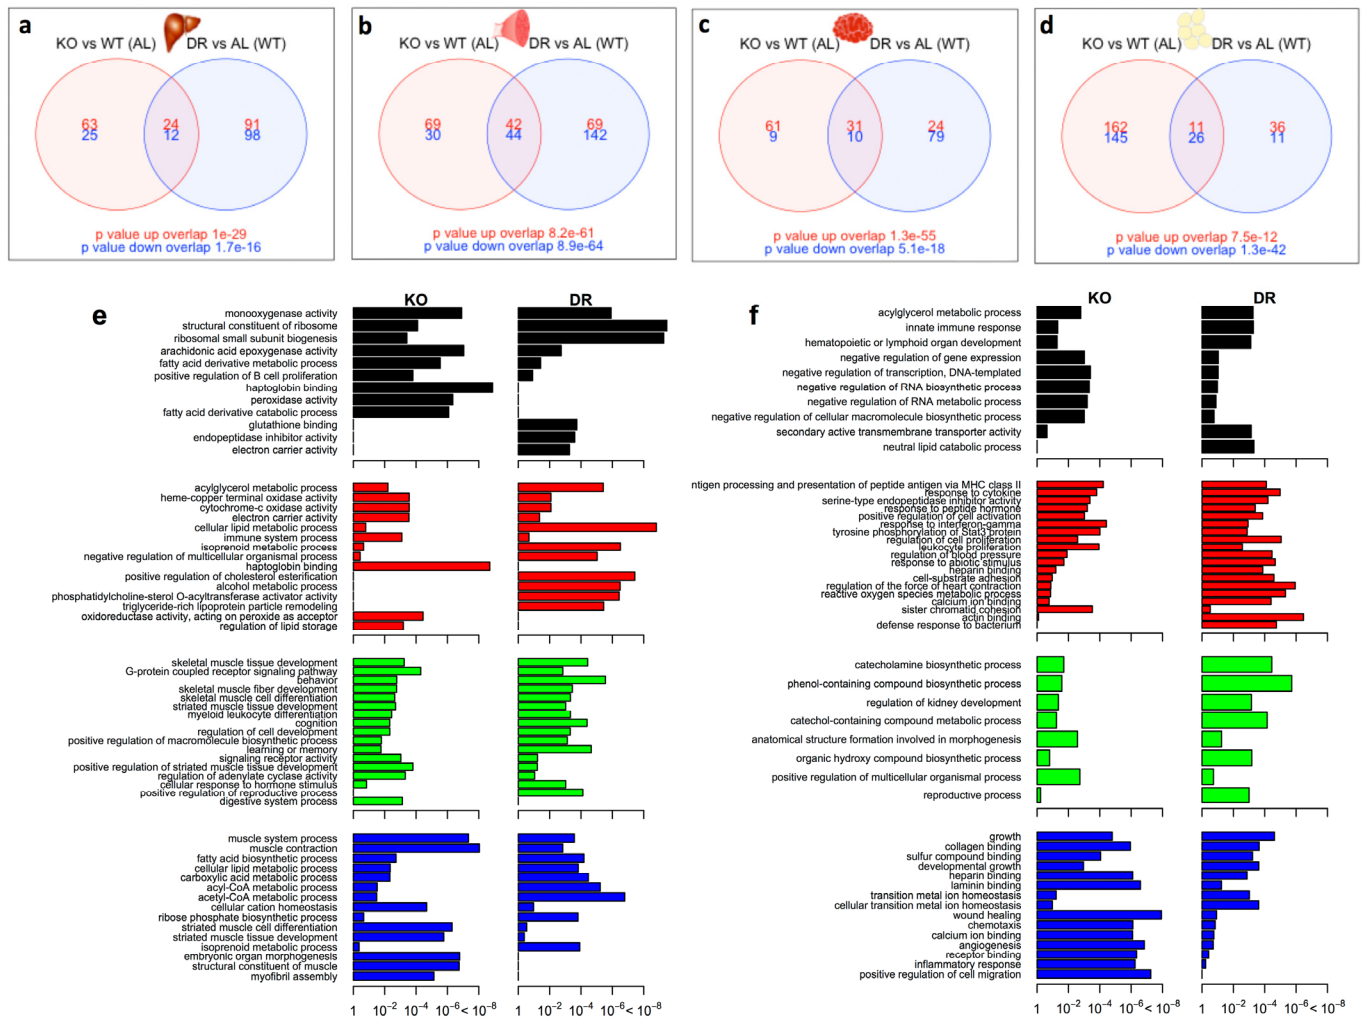 a
KO vs WT (AL) DR vs AL (WT)
63 24 91
25 12 98
p value up overlap 1e-29
p value down overlap 1.7e-16
b
KO vs WT (AL) DR vs AL (WT)
69 42 69
30 44 142
p value up overlap 8.2e-61
p value down overlap 8.9e-64
c
KO vs WT (AL) DR vs AL (WT)
61 31 24
9 10 79
p value up overlap 1.3e-55
p value down overlap 5.1e-18
d
KO vs WT (AL) DR vs AL (WT)
162 11 36
145 26 11
p value up overlap 7.5e-12
p value down overlap 1.3e-42
e
KO DR
monooxygenase activity
structural constituent of ribosome
ribosomal small subunit biogenesis
arachidonic acid epoxygenase activity
fatty acid derivative metabolic process
positive regulation of B cell proliferation
haptoglobin binding
peroxidase activity
fatty acid derivative catabolic process
glutathione binding
endopeptidase inhibitor activity
electron carrier activity
acylglycerol metabolic process
heme-copper terminal oxidase activity
cytochrome-c oxidase activity
electron carrier activity
cellular lipid metabolic process
immune system process
isoprenoid metabolic process
negative regulation of multicellular organismal process
haptoglobin binding
positive regulation of cholesterol esterification
alcohol metabolic process
phosphatidylcholine-sterol O-acyltransferase activator activity
triglyceride-rich lipoprotein particle remodeling
oxidoreductase activity, acting on peroxide as acceptor
regulation of lipid storage
skeletal muscle tissue development
G-protein coupled receptor signaling pathway
behavior
skeletal muscle fiber development
skeletal muscle cell differentiation
striated muscle tissue development
myeloid leukocyte differentiation
cognition
regulation of cell development
positive regulation of macromolecule biosynthetic process
learning or memory
signaling receptor activity
positive regulation of striated muscle tissue development
regulation of adenylate cyclase activity
cellular response to hormone stimulus
positive regulation of reproductive process
digestive system process
muscle system process
muscle contraction
fatty acid biosynthetic process
cellular lipid metabolic process
carboxylic acid metabolic process
acyl-CoA metabolic process
acetyl-CoA metabolic process
cellular cation homeostasis
ribose phosphate biosynthetic process
striated muscle cell differentiation
striated muscle tissue development
isoprenoid metabolic process
embryonic organ morphogenesis
structural constituent of muscle
myofibril assembly
1 10⁻² 10⁻⁴ 10⁻⁶ < 10⁻⁸ 1 10⁻² 10⁻⁴ 10⁻⁶ < 10⁻⁸
f
KO DR
acylglycerol metabolic process
innate immune response
hematopoietic or lymphoid organ development
negative regulation of gene expression
negative regulation of transcription, DNA-templated
negative regulation of RNA biosynthetic process
negative regulation of RNA metabolic process
negative regulation of cellular macromolecule biosynthetic process
secondary active transmembrane transporter activity
neutral lipid catabolic process
ntigen processing and presentation of peptide antigen via MHC class II
response to cytokine
serine-type endopeptidase inhibitor activity
response to peptide hormone
positive regulation of cell activation
response to interferon-gamma
tyrosine phosphorylation of Stat3 protein
regulation of cell proliferation
leukocyte proliferation
regulation of blood pressure
response to abiotic stimulus
heparin binding
cell-substrate adhesion
regulation of the force of heart contraction
reactive oxygen species metabolic process
calcium ion binding
sister chromatid cohesion
actin binding
defense response to bacterium
catecholamine biosynthetic process
phenol-containing compound biosynthetic process
regulation of kidney development
catechol-containing compound metabolic process
anatomical structure formation involved in morphogenesis
organic hydroxy compound biosynthetic process
positive regulation of multicellular organismal process
reproductive process
growth
collagen binding
sulfur compound binding
developmental growth
heparin binding
laminin binding
transition metal ion homeostasis
cellular transition metal ion homeostasis
wound healing
chemotaxis
calcium ion binding
angiogenesis
receptor binding
inflammatory response
positive regulation of cell migration
1 10⁻² 10⁻⁴ 10⁻⁶ < 10⁻⁸ 1 10⁻² 10⁻⁴ 10⁻⁶ < 10⁻⁸